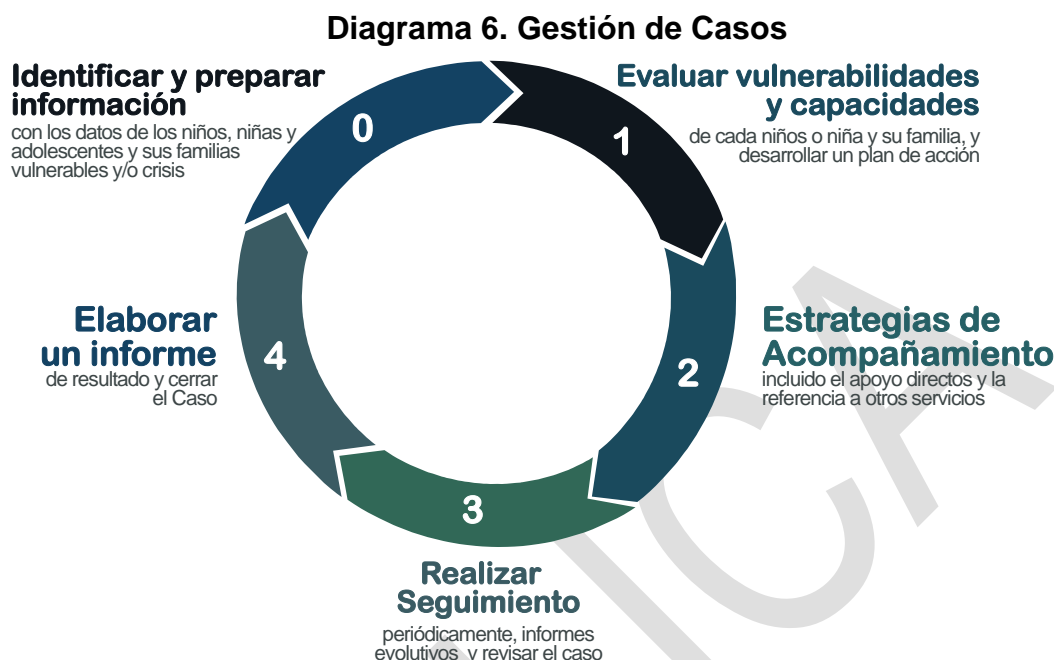 Diagrama 6. Gestión de Casos
Identificar y preparar
información
con los datos de los niños, niñas y
adolescentes y sus familias
vulnerables y/o crisis
0
1
Evaluar vulnerabilidades
y capacidades
de cada niños o niña y su familia, y
desarrollar un plan de acción
Elaborar
un informe
de resultado y cerrar
el Caso
4
2
Estrategias de
Acompañamiento
incluido el apoyo directos y la
referencia a otros servicios
3
Realizar
Seguimiento
periódicamente, informes
evolutivos y revisar el caso
ICA